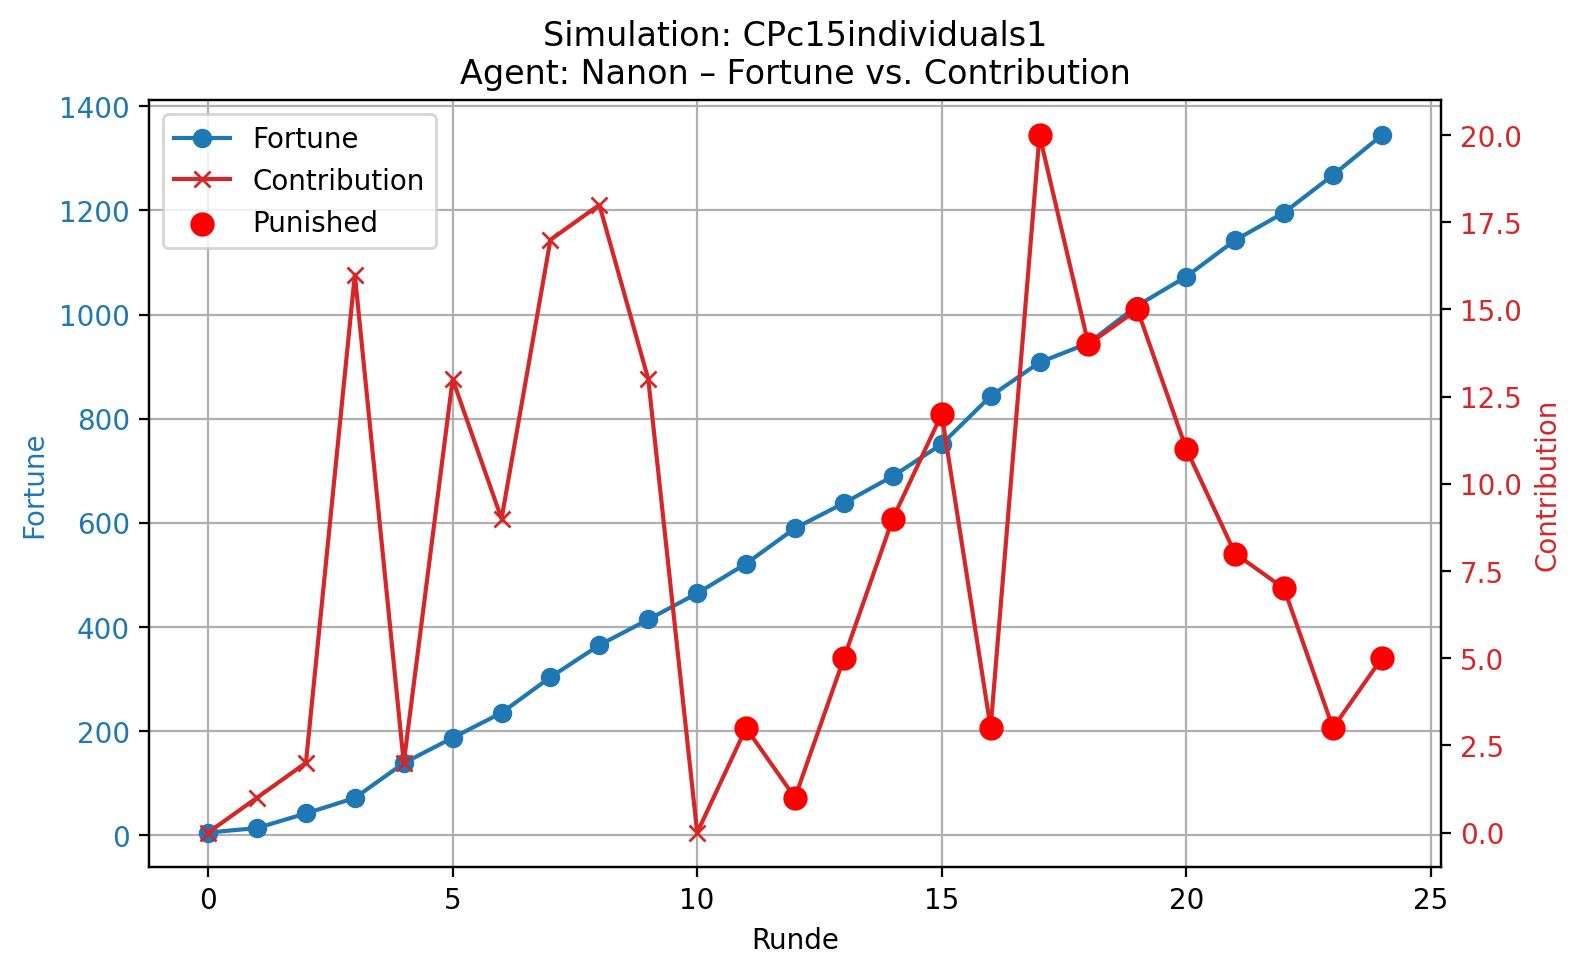 Simulation: CPc15individuals1
Agent: Nanon – Fortune vs. Contribution
Fortune
Contribution
Punished
1400
1200
1000
800
600
400
200
0
Fortune
20.0
17.5
15.0
12.5
10.0
7.5
5.0
2.5
0.0
Contribution
0 5 10 15 20 25
Runde